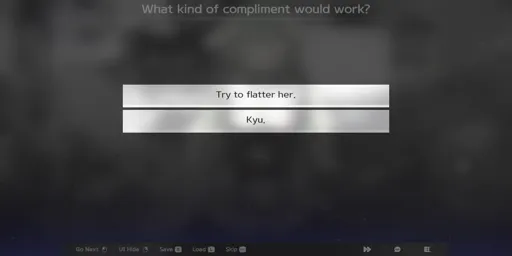 What kind of compliment would work?
Try to flatter her.
Kyu.
Go Next UI Hide Save Load L Skip